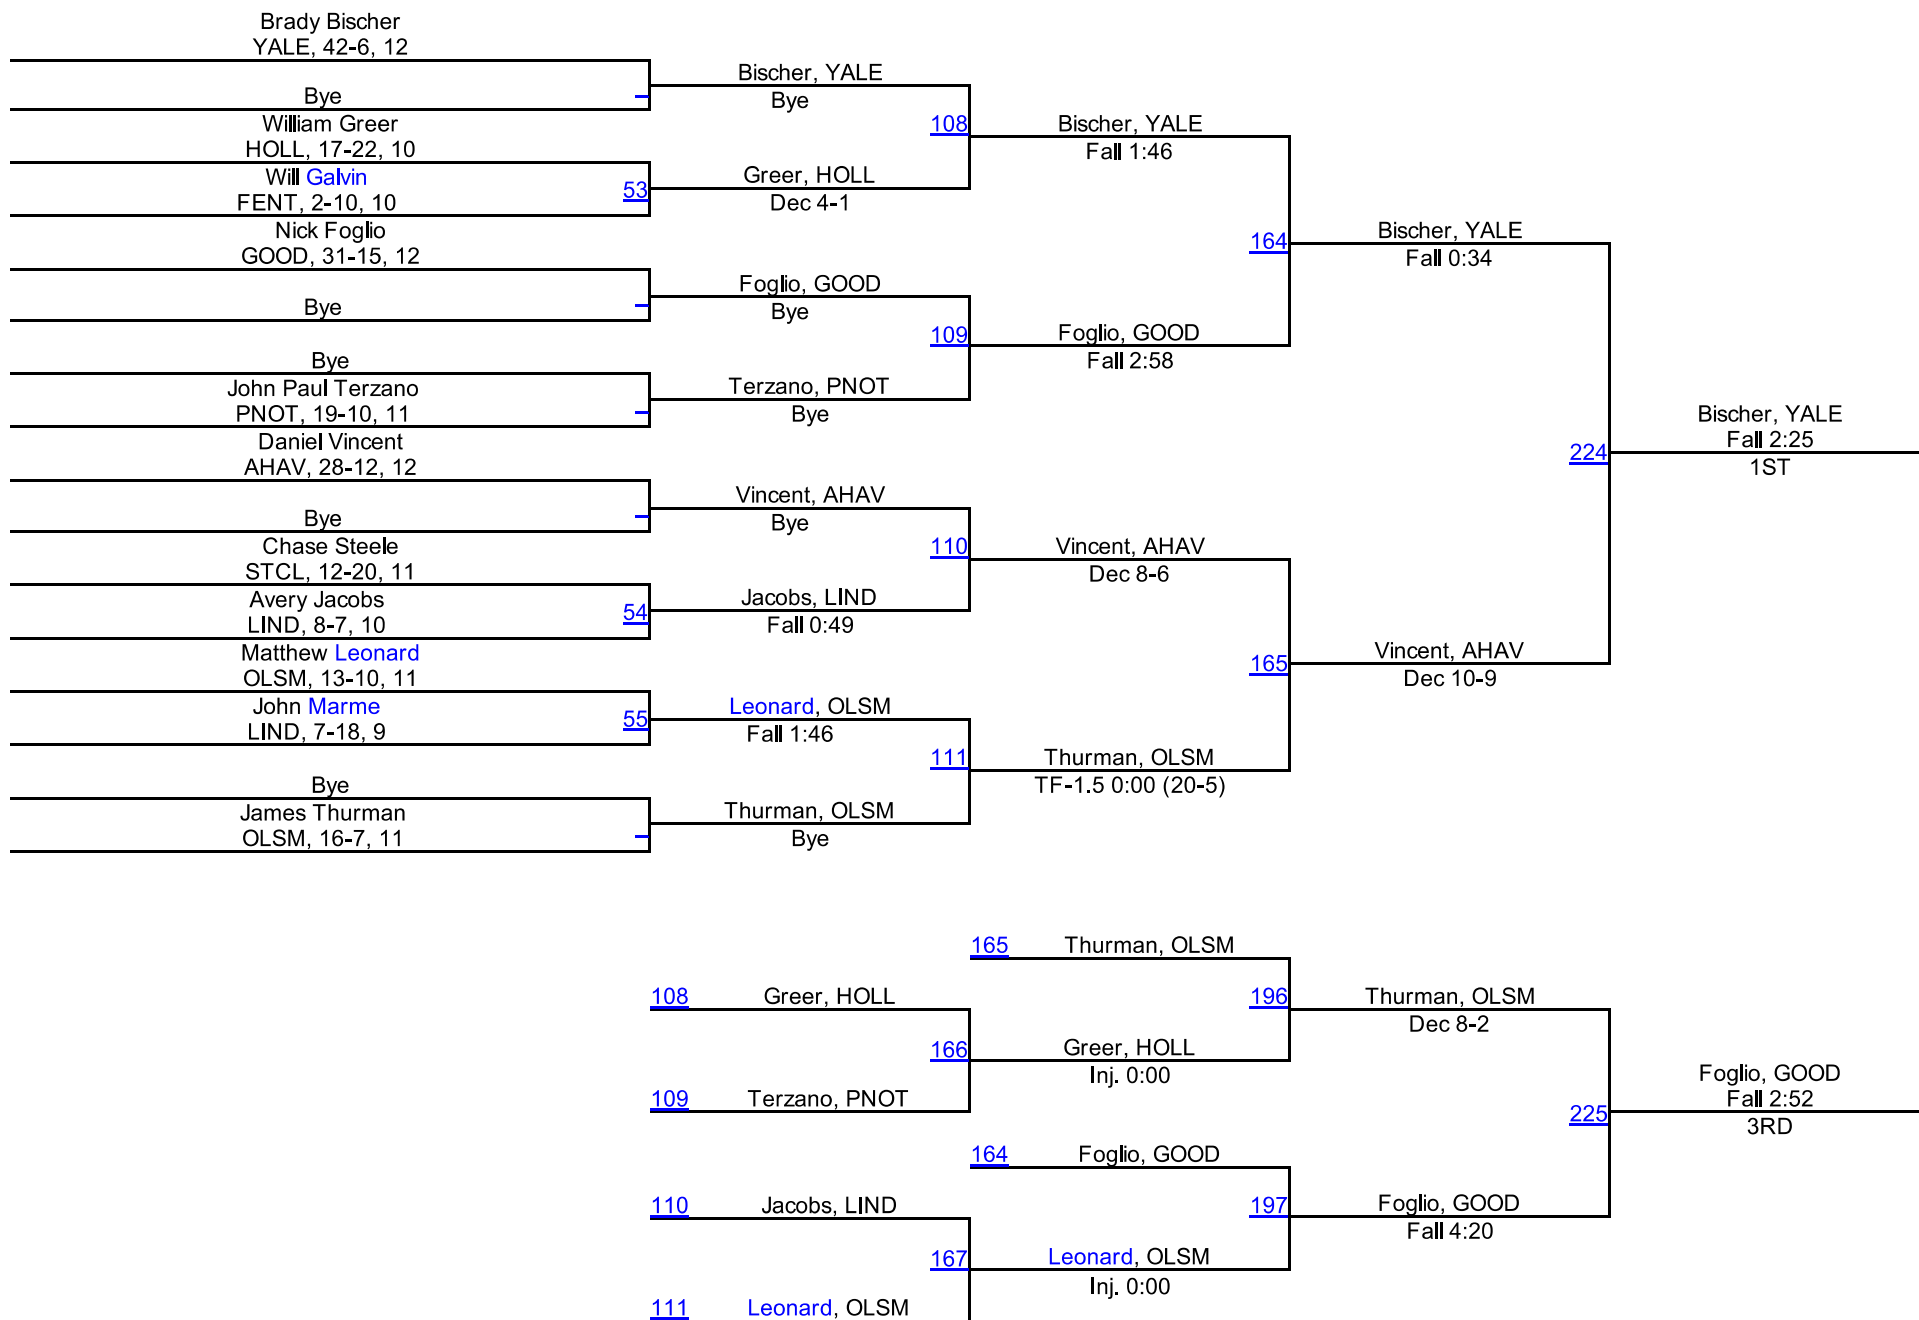 Brady Bischer
YALE, 42-6, 12
Bye
William Greer
HOLL, 17-22, 10
Will Galvin
FENT, 2-10, 10
53
Nick Foglio
GOOD, 31-15, 12
Bye
Bye
John Paul Terzano
PNOT, 19-10, 11
Daniel Vincent
AHAV, 28-12, 12
Bye
Chase Steele
STCL, 12-20, 11
Avery Jacobs
LIND, 8-7, 10
54
Matthew Leonard
OLSM, 13-10, 11
John Marme
LIND, 7-18, 9
55
Bye
James Thurman
OLSM, 16-7, 11
Bischer, YALE
Bye
108
Greer, HOLL
Dec 4-1
Foglio, GOOD
Bye
109
Terzano, PNOT
Bye
Vincent, AHAV
Bye
110
Jacobs, LIND
Fall 0:49
Leonard, OLSM
Fall 1:46
111
Thurman, OLSM
Bye
Bischer, YALE
Fall 1:46
164
Foglio, GOOD
Fall 2:58
Vincent, AHAV
Dec 8-6
165
Thurman, OLSM
TF-1.5 0:00 (20-5)
Bischer, YALE
Fall 0:34
224
Vincent, AHAV
Dec 10-9
Bischer, YALE
Fall 2:25
1ST
108 Greer, HOLL
166
109 Terzano, PNOT
110 Jacobs, LIND
167
111 Leonard, OLSM
165 Thurman, OLSM
196
Greer, HOLL
Inj. 0:00
164 Foglio, GOOD
197
Leonard, OLSM
Inj. 0:00
Thurman, OLSM
Dec 8-2
225
Foglio, GOOD
Fall 4:20
Foglio, GOOD
Fall 2:52
3RD